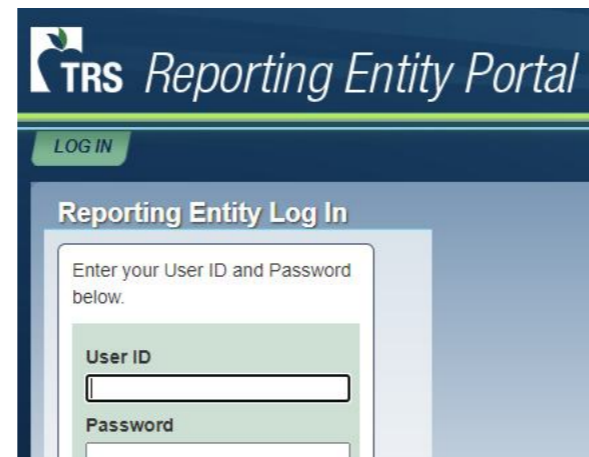 TRS Reporting Entity Portal
LOG IN
Reporting Entity Log In
Enter your User ID and Password
below.
User ID
Password